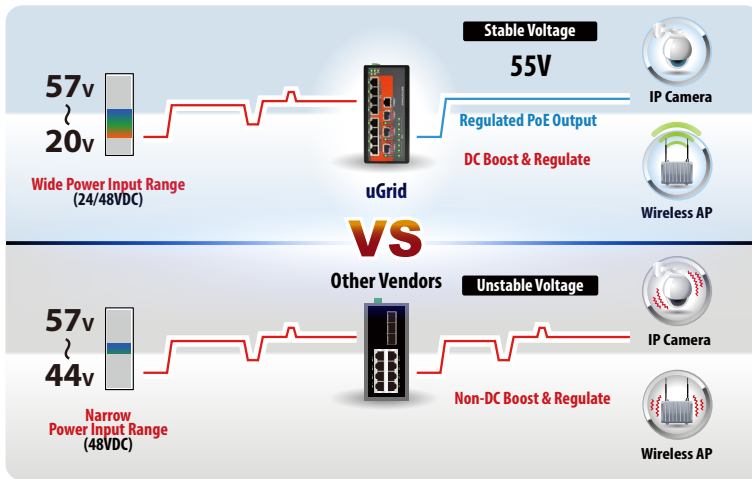 Stable Voltage
55V
57V
~
20V
Wide Power Input Range
(24/48VDC)
uGrid
Regulated PoE Output
DC Boost & Regulate
IP Camera
Wireless AP
VS
Other Vendors
Unstable Voltage
57V
~
44V
Narrow
Power Input Range
(48VDC)
Non-DC Boost & Regulate
IP Camera
Wireless AP